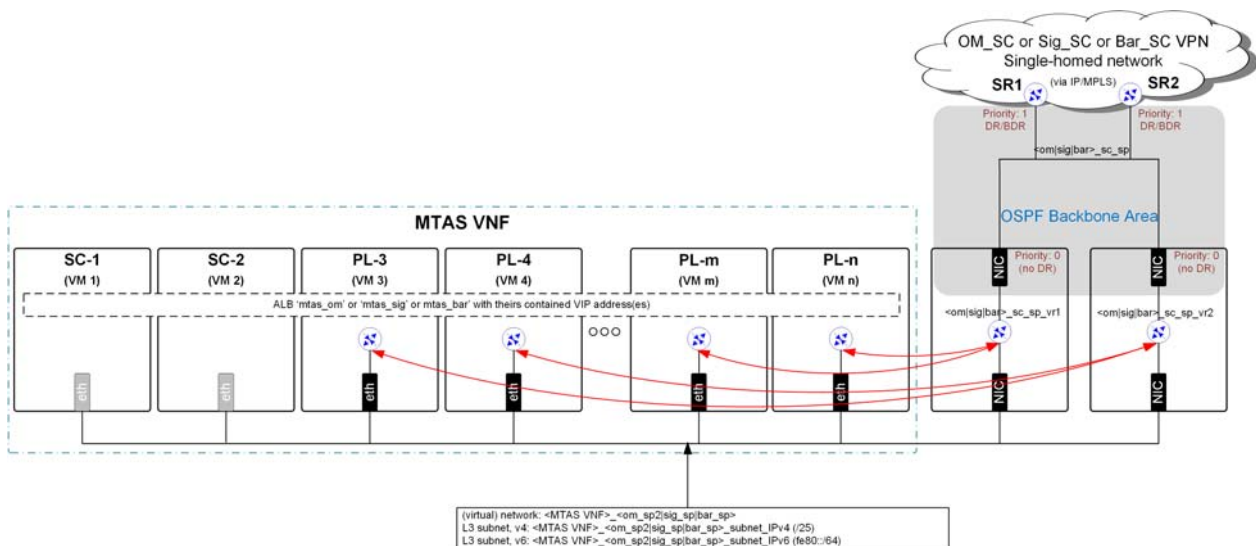 OM_SC or Sig_SC or Bar_SC VPN
Single-homed network
(via IP/MPLS)
SR1
SR2
Priority: 1
DR/BDR
Priority: 1
DR/BDR
<om|sig|bar>_sc_sp
OSPF Backbone Area
MTAS VNF
SC-1
(VM 1)
SC-2
(VM 2)
PL-3
(VM 3)
PL-4
(VM 4)
PL-m
(VM m)
PL-n
(VM n)
NIC
Priority: 0
(no DR)
NIC
Priority: 0
(no DR)
ALB 'mtas_om' or 'mtas_sig' or mtas_bar' with theirs contained VIP address(es)
<om|sig|bar>_sc_sp_vr1
<om|sig|bar>_sc_sp_vr2
eth
eth
eth
eth
eth
eth
NIC
NIC
(virtual) network: <MTAS VNF>_<om_sp2|sig_sp|bar_sp>
L3 subnet, v4: <MTAS VNF>_<om_sp2|sig_sp|bar_sp>_subnet_IPv4 (/25)
L3 subnet, v6: <MTAS VNF>_<om_sp2|sig_sp|bar_sp>_subnet_IPv6 (fe80::/64)